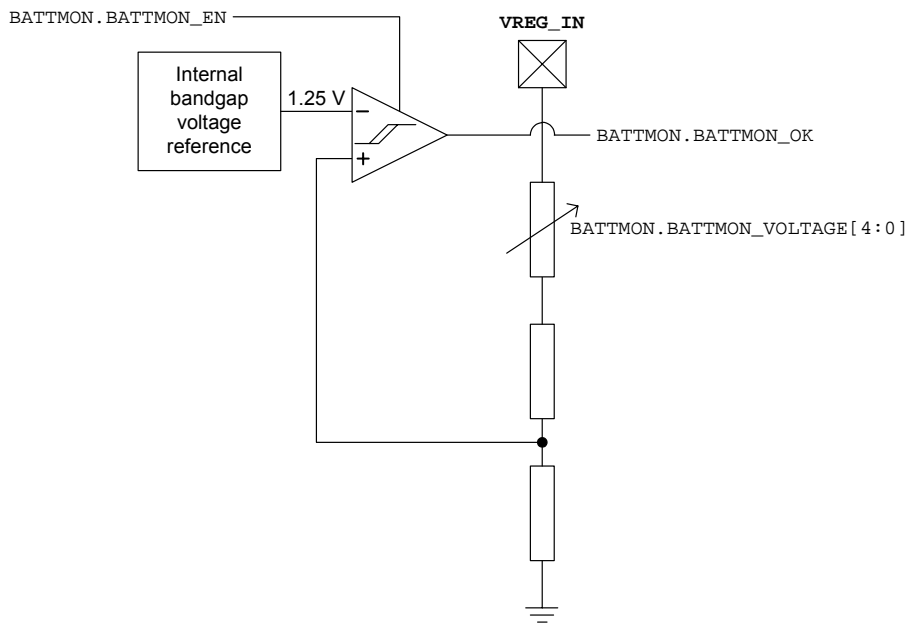 BATTMON.BATTMON_EN
VREG_IN
Internal
bandgap
voltage
reference
1.25 V
−
+
BATTMON.BATTMON_OK
BATTMON.BATTMON_VOLTAGE[4:0]